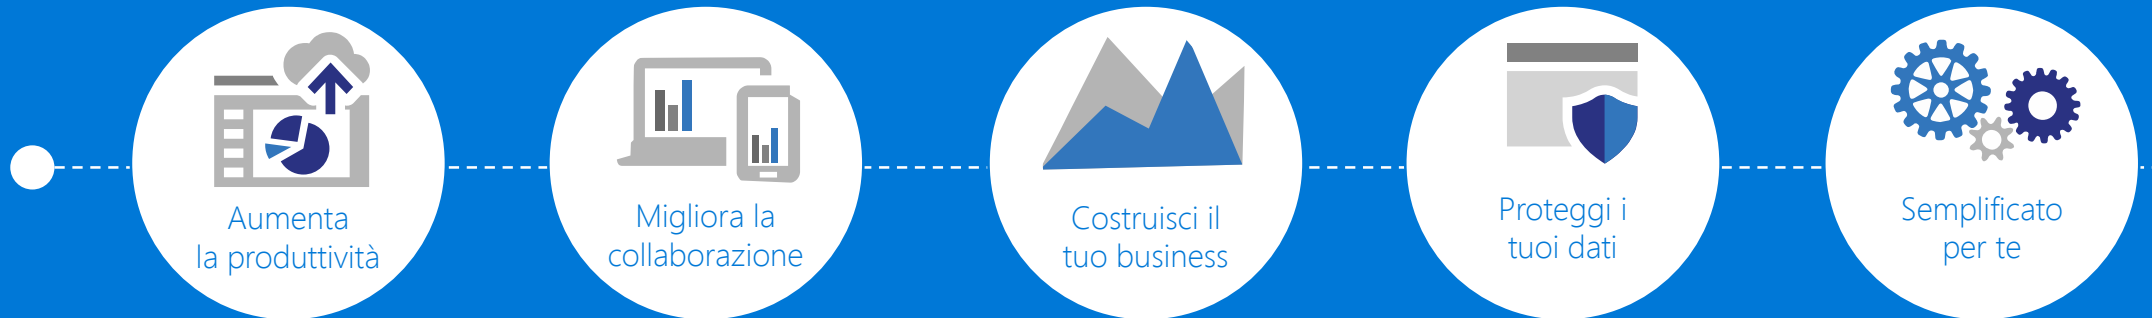 Aumenta
la produttività
Migliora la
collaborazione
Costruisci il
tuo business
Proteggi i
tuoi dati
Semplificato
per te